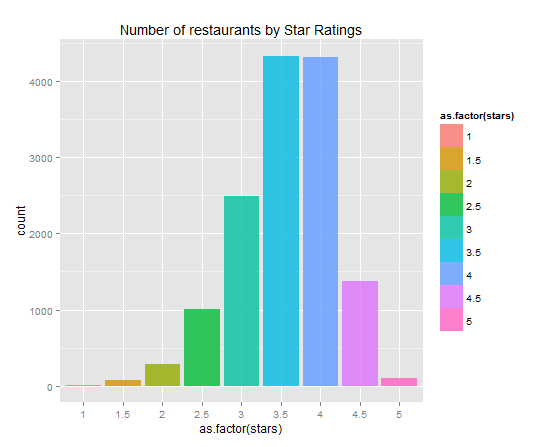 Number of restaurants by Star Ratings
count
4000
3000
2000
1000
0
1 1.5 2 2.5 3 3.5 4 4.5 5
as.factor(stars)
as.factor(stars)
1
1.5
2
2.5
3
3.5
4
4.5
5